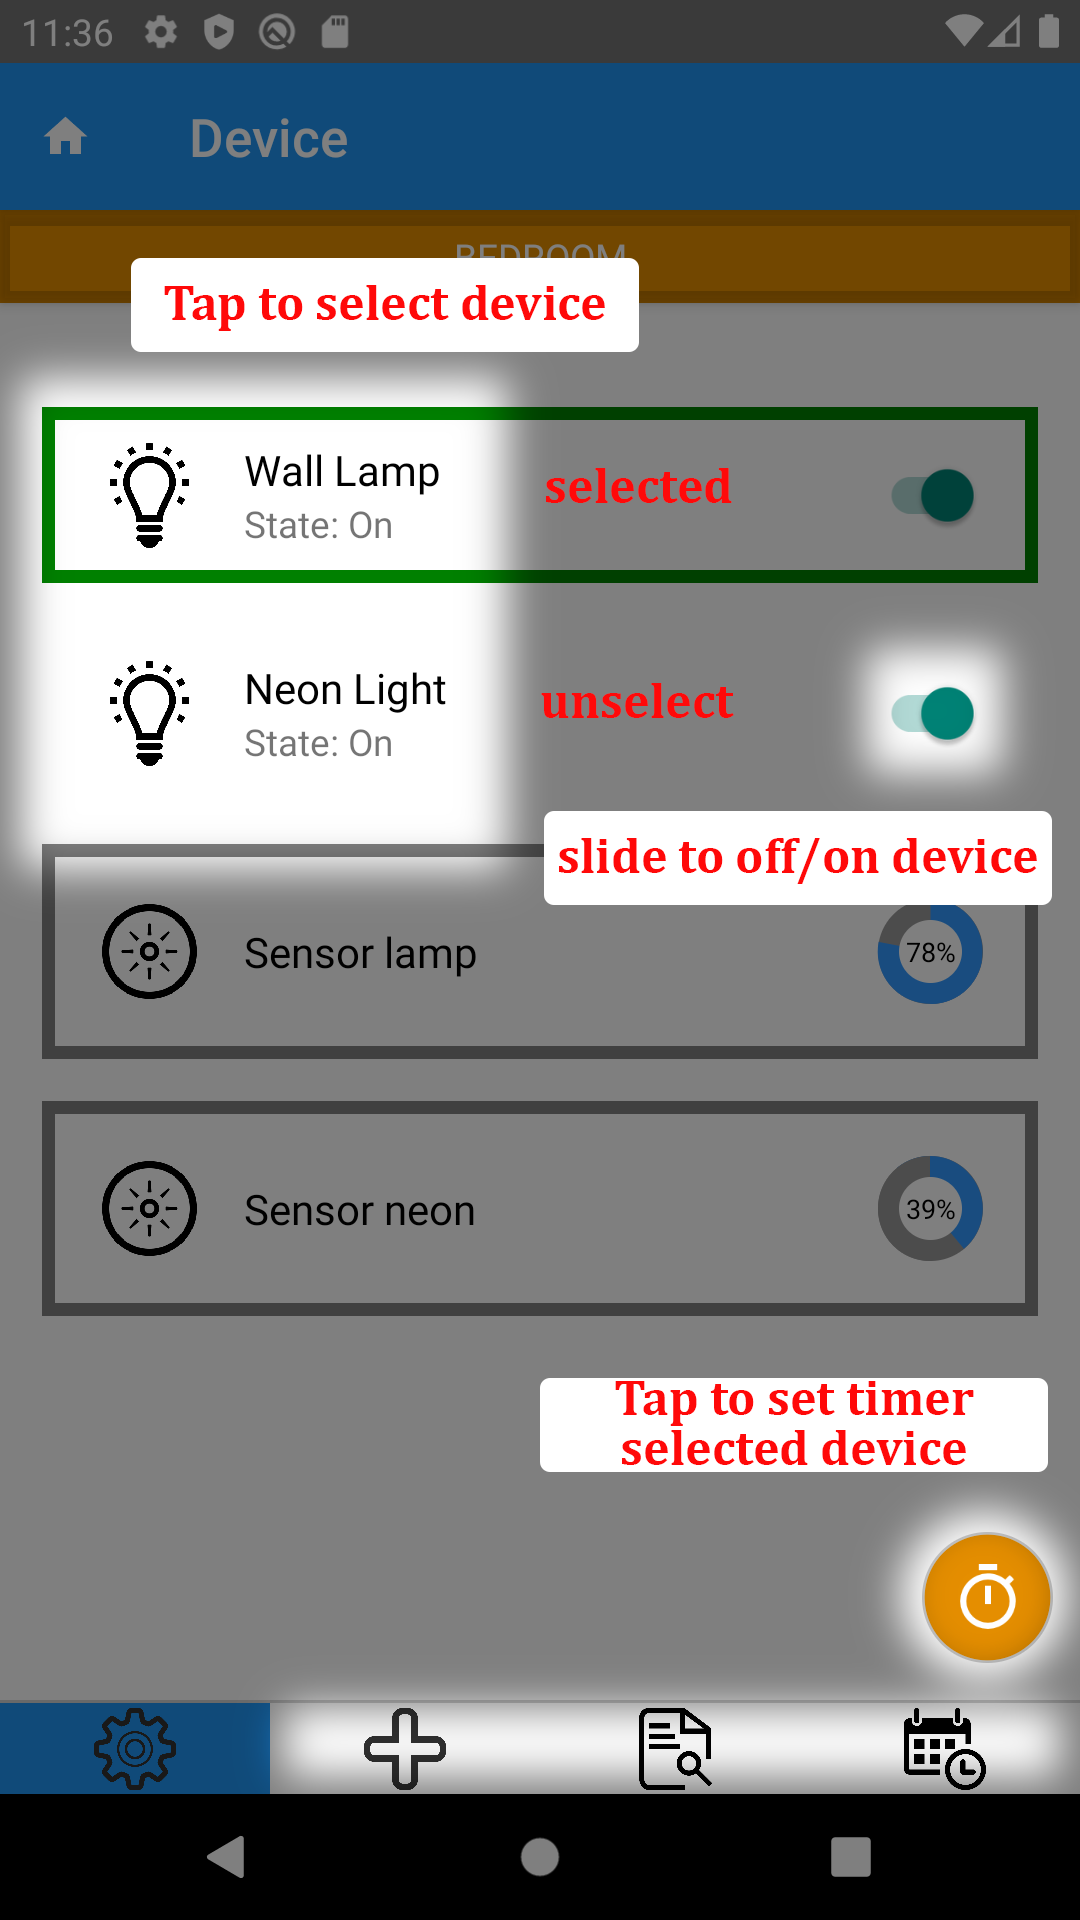 11:36
Device
BEDROOM
Tap to select device
Wall Lamp
selected
State: On
Neon Light
unselect
State: On
slide to off/on device
Sensor lamp
78%
Sensor neon
39%
Tap to set timer
selected device